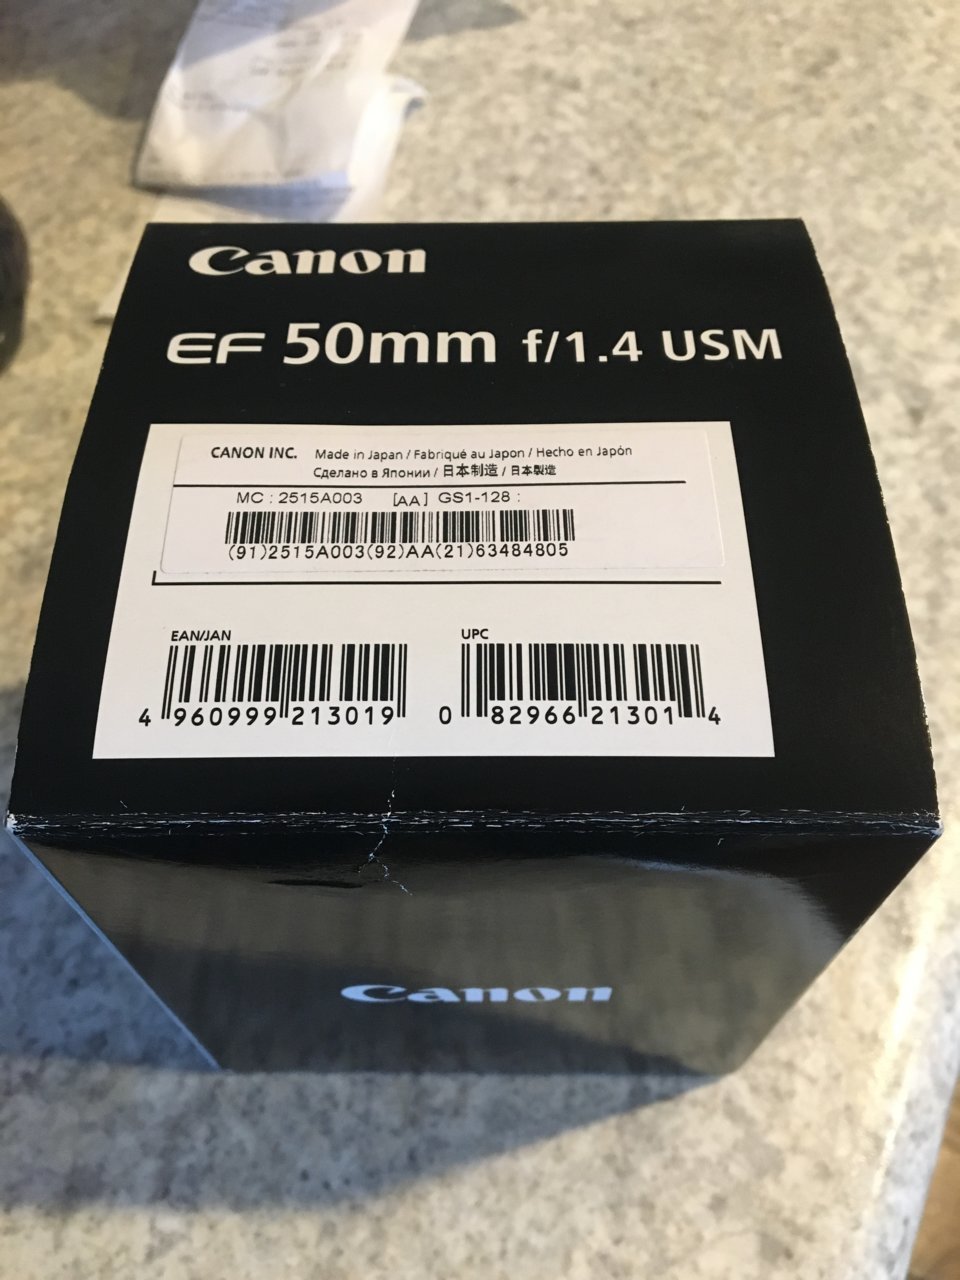 Canon
EF 50mm f/1.4 USM
CANON INC. Made in Japan / Fabriqué au Japon / Hecho en Japón
Сделано в Японии / 日本制造 / 日本製造
MC : 2515A003 [AA] GS1-128 :
(91)2515A003(92)AA(21)63484805
EAN/JAN UPC
4 960999 213019 0 82966 21301 4
Canon